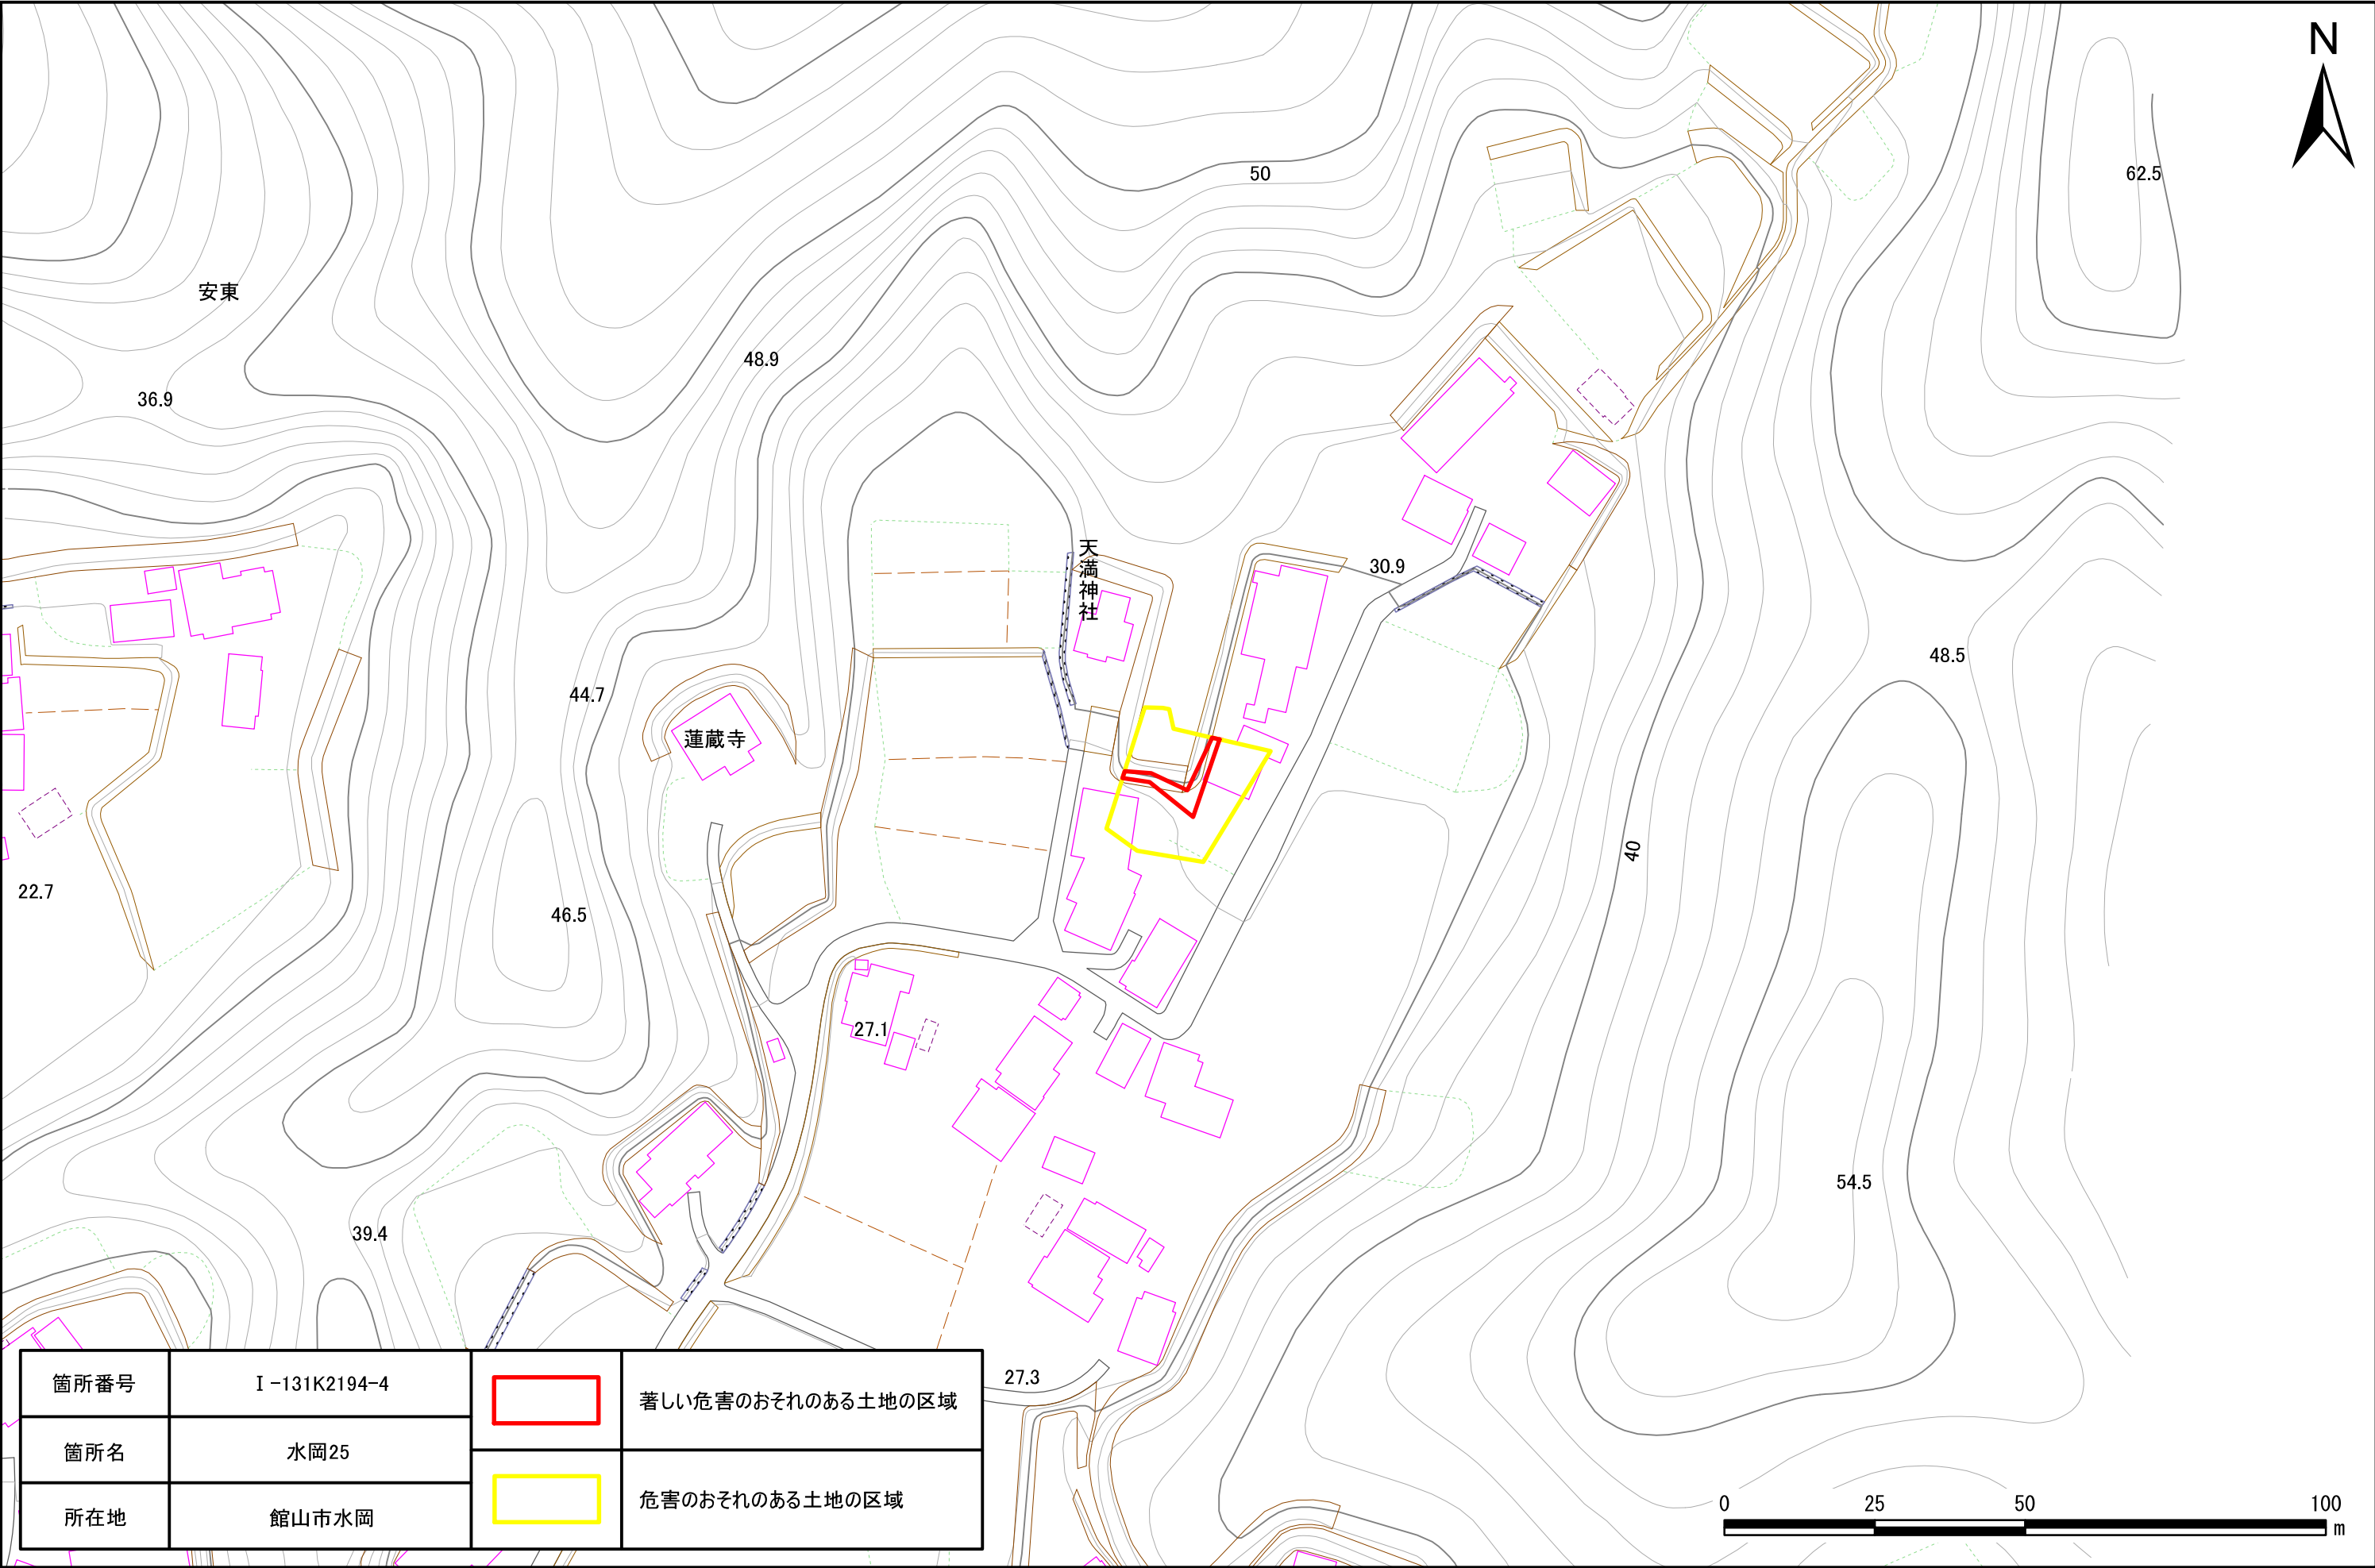 N
50
62.5
安東
48.9
36.9
天満神社
30.9
48.5
44.7
蓮蔵寺
40
22.7
46.5
27.1
54.5
39.4
27.3
箇所番号 Ⅰ-131K2194-4
箇所名 水岡25
所在地 館山市水岡
著しい危害のおそれのある土地の区域
危害のおそれのある土地の区域
0 25 50 100
m